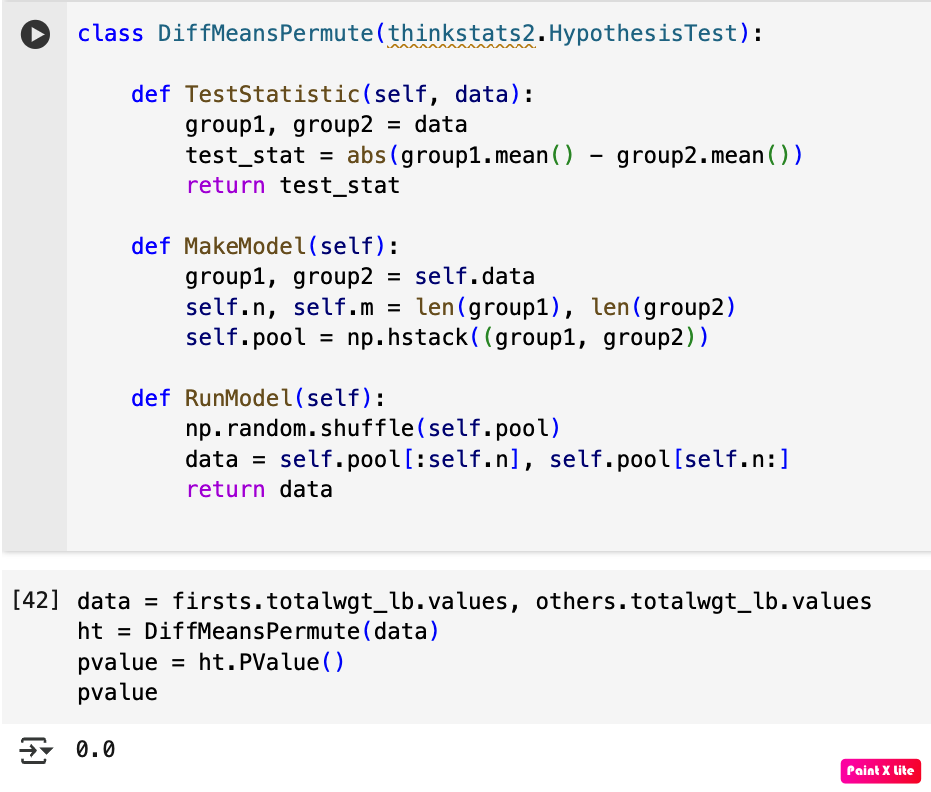 class DiffMeansPermute(thinkstats2.HypothesisTest):
def TestStatistic(self, data):
group1, group2 = data
test_stat = abs(group1.mean() - group2.mean())
return test_stat
def MakeModel(self):
group1, group2 = self.data
self.n, self.m = len(group1), len(group2)
self.pool = np.hstack((group1, group2))
def RunModel(self):
np.random.shuffle(self.pool)
data = self.pool[:self.n], self.pool[self.n:]
return data
[42] data = firsts.totalwgt_lb.values, others.totalwgt_lb.values
ht = DiffMeansPermute(data)
pvalue = ht.PValue()
pvalue
0.0
Paint X Lite